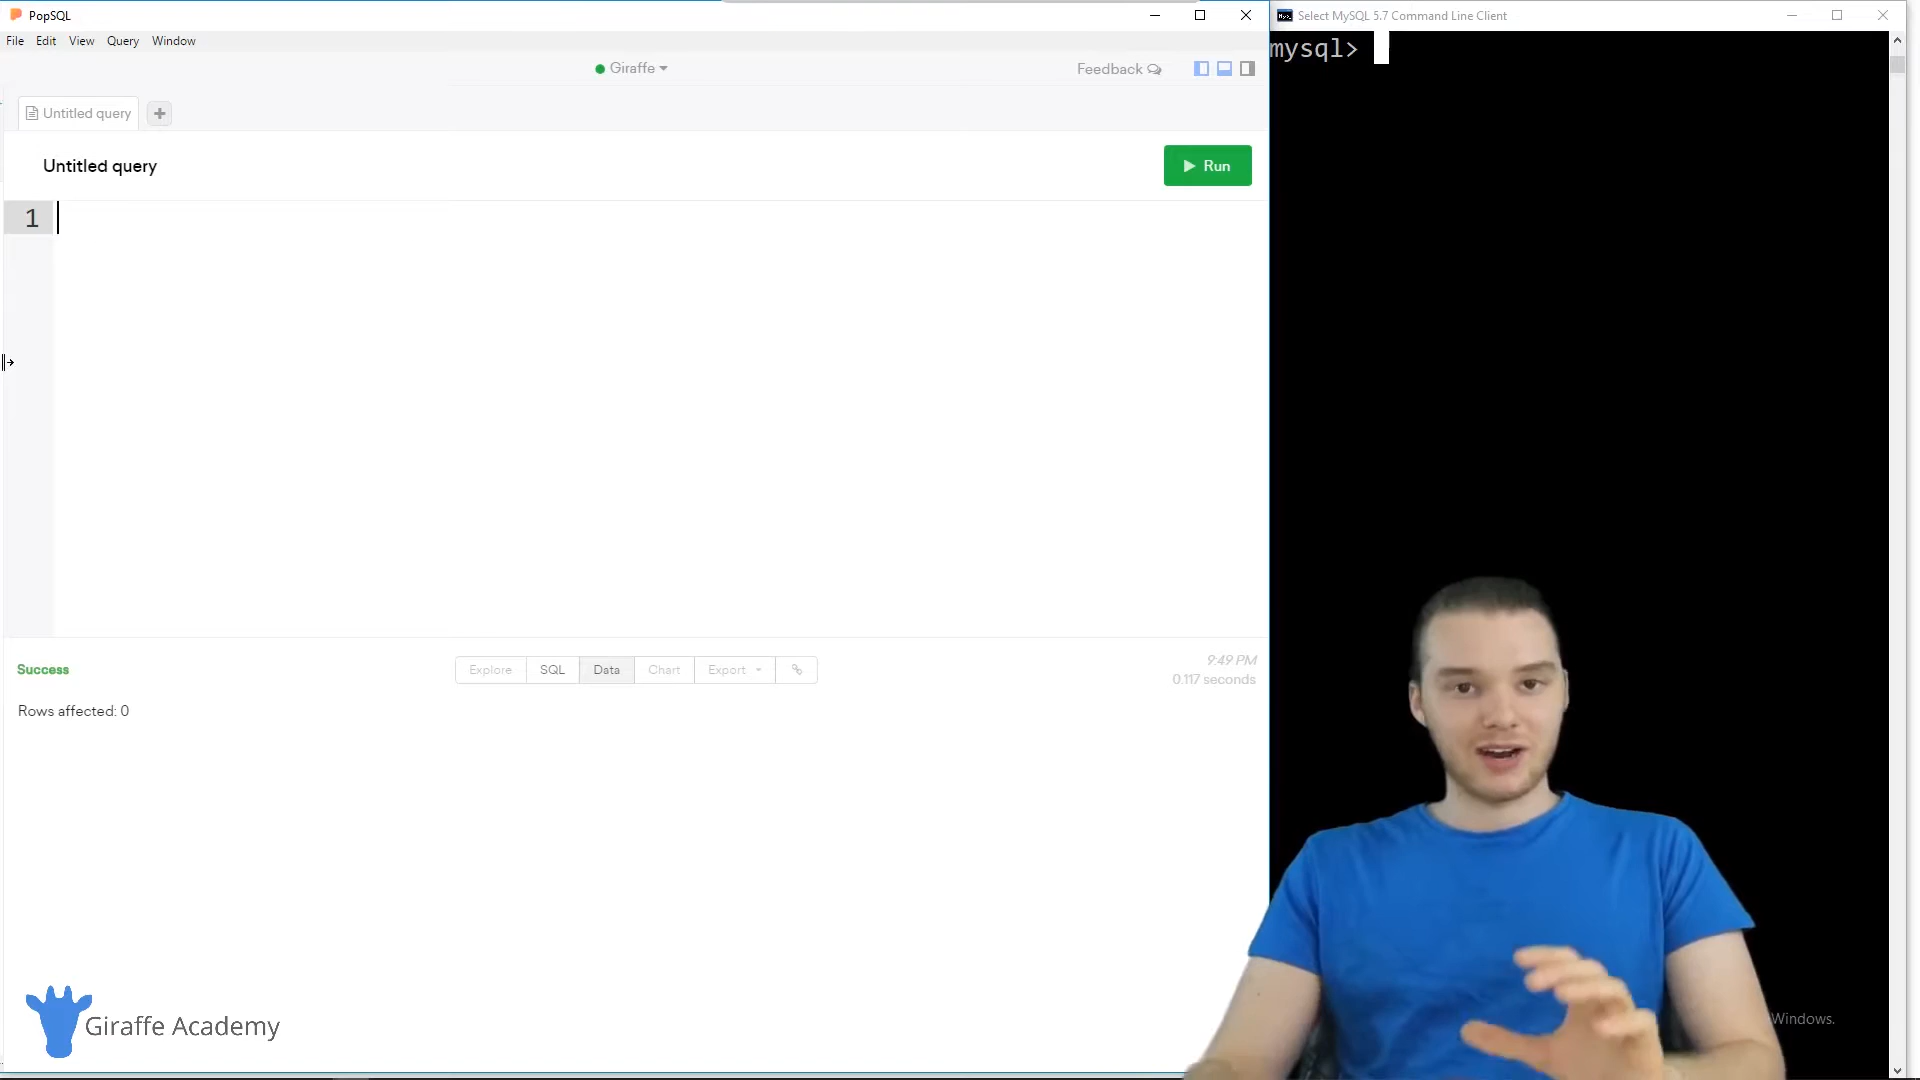 PopSQL
Select MySQL 5.7 Command Line Client
File Edit View Query Window
mysql>
Giraffe
Feedback
Untitled query
Untitled query
Run
1
Success
Explore SQL Data Chart Export
9:49 PM
0.117 seconds
Rows affected: 0
Giraffe Academy
Windows.